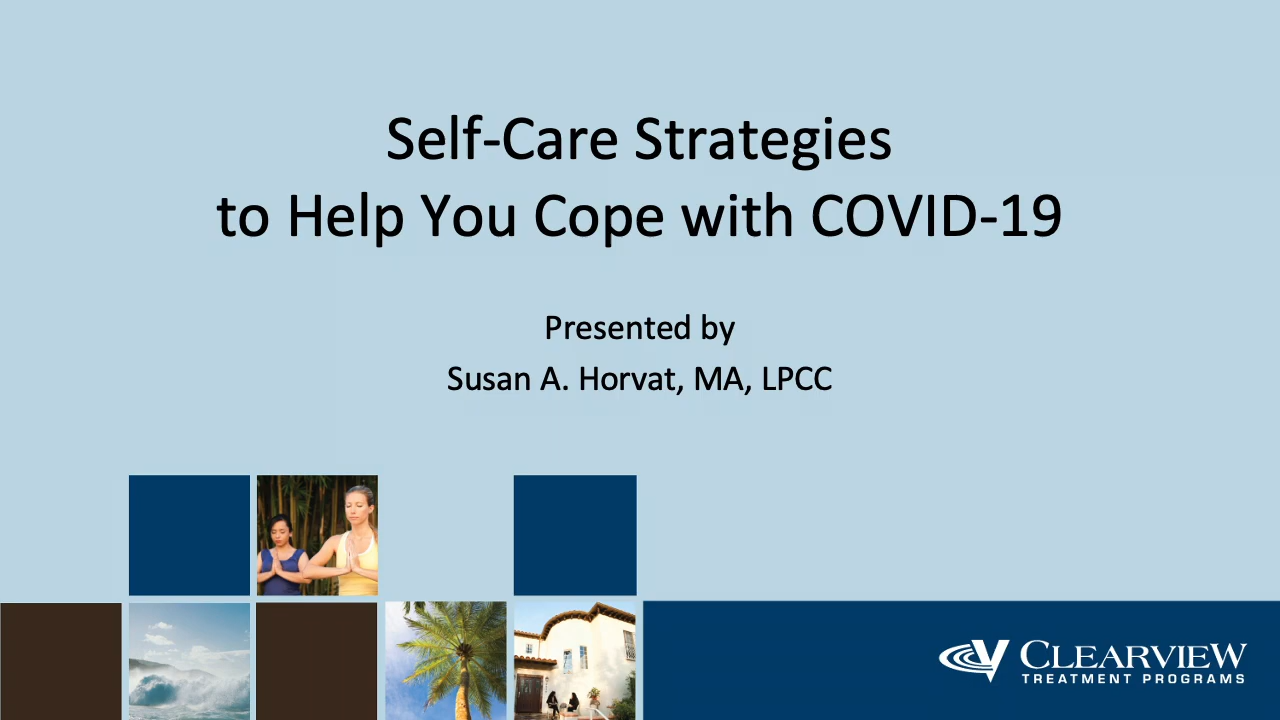 Self-Care Strategies
to Help You Cope with COVID-19
Presented by
Susan A. Horvat, MA, LPCC
CLEARVIEW
TREATMENT PROGRAMS